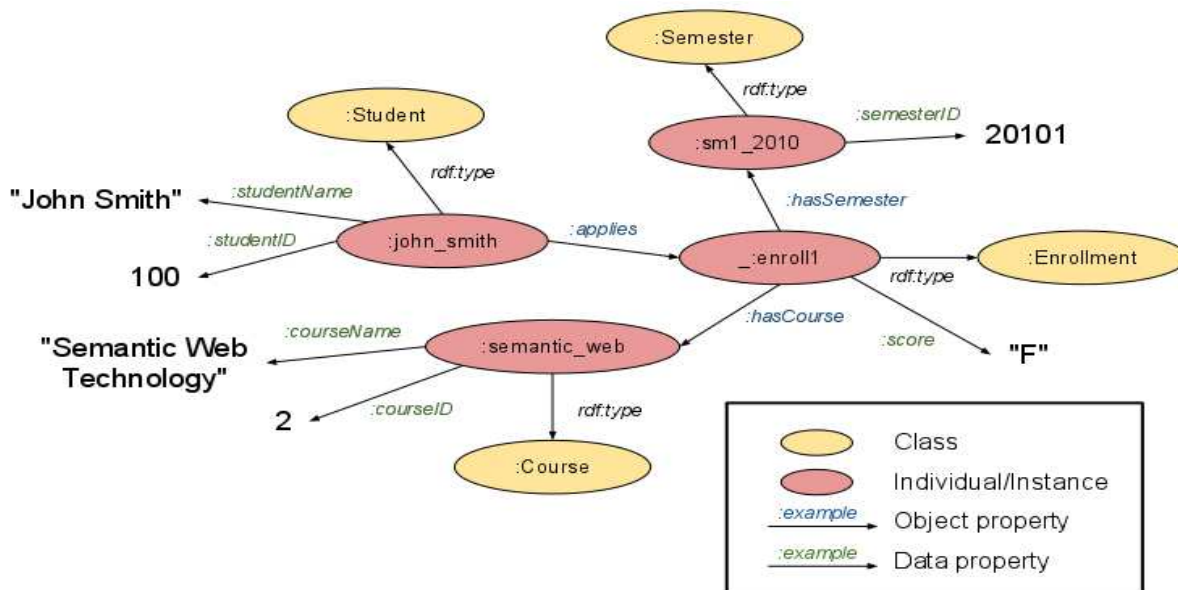 :Semester
rdf:type
:semesterID
20101
:sm1_2010
:Student
rdf:type
"John Smith"
:studentName
:hasSemester
:studentID
:john_smith
:applies
_:enroll1
:Enrollment
rdf:type
100
:hasCourse
:courseName
:semantic_web
:score
"F"
"Semantic Web
Technology"
2
:courseID
rdf:type
:Course
Class
Individual/Instance
:example
Object property
:example
Data property